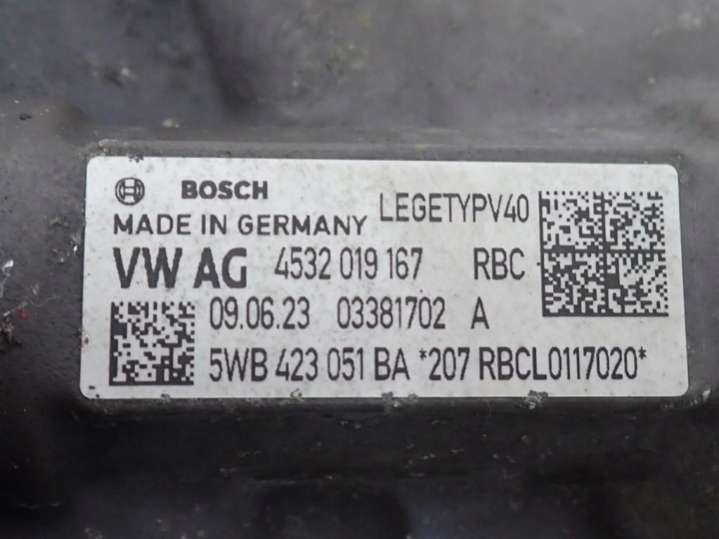 BOSCH LEGETYPV40
MADE IN GERMANY
VW AG 4532 019 167 RBC
09.06.23 03381702 A
5WB 423 051 BA *207 RBCL0117020*